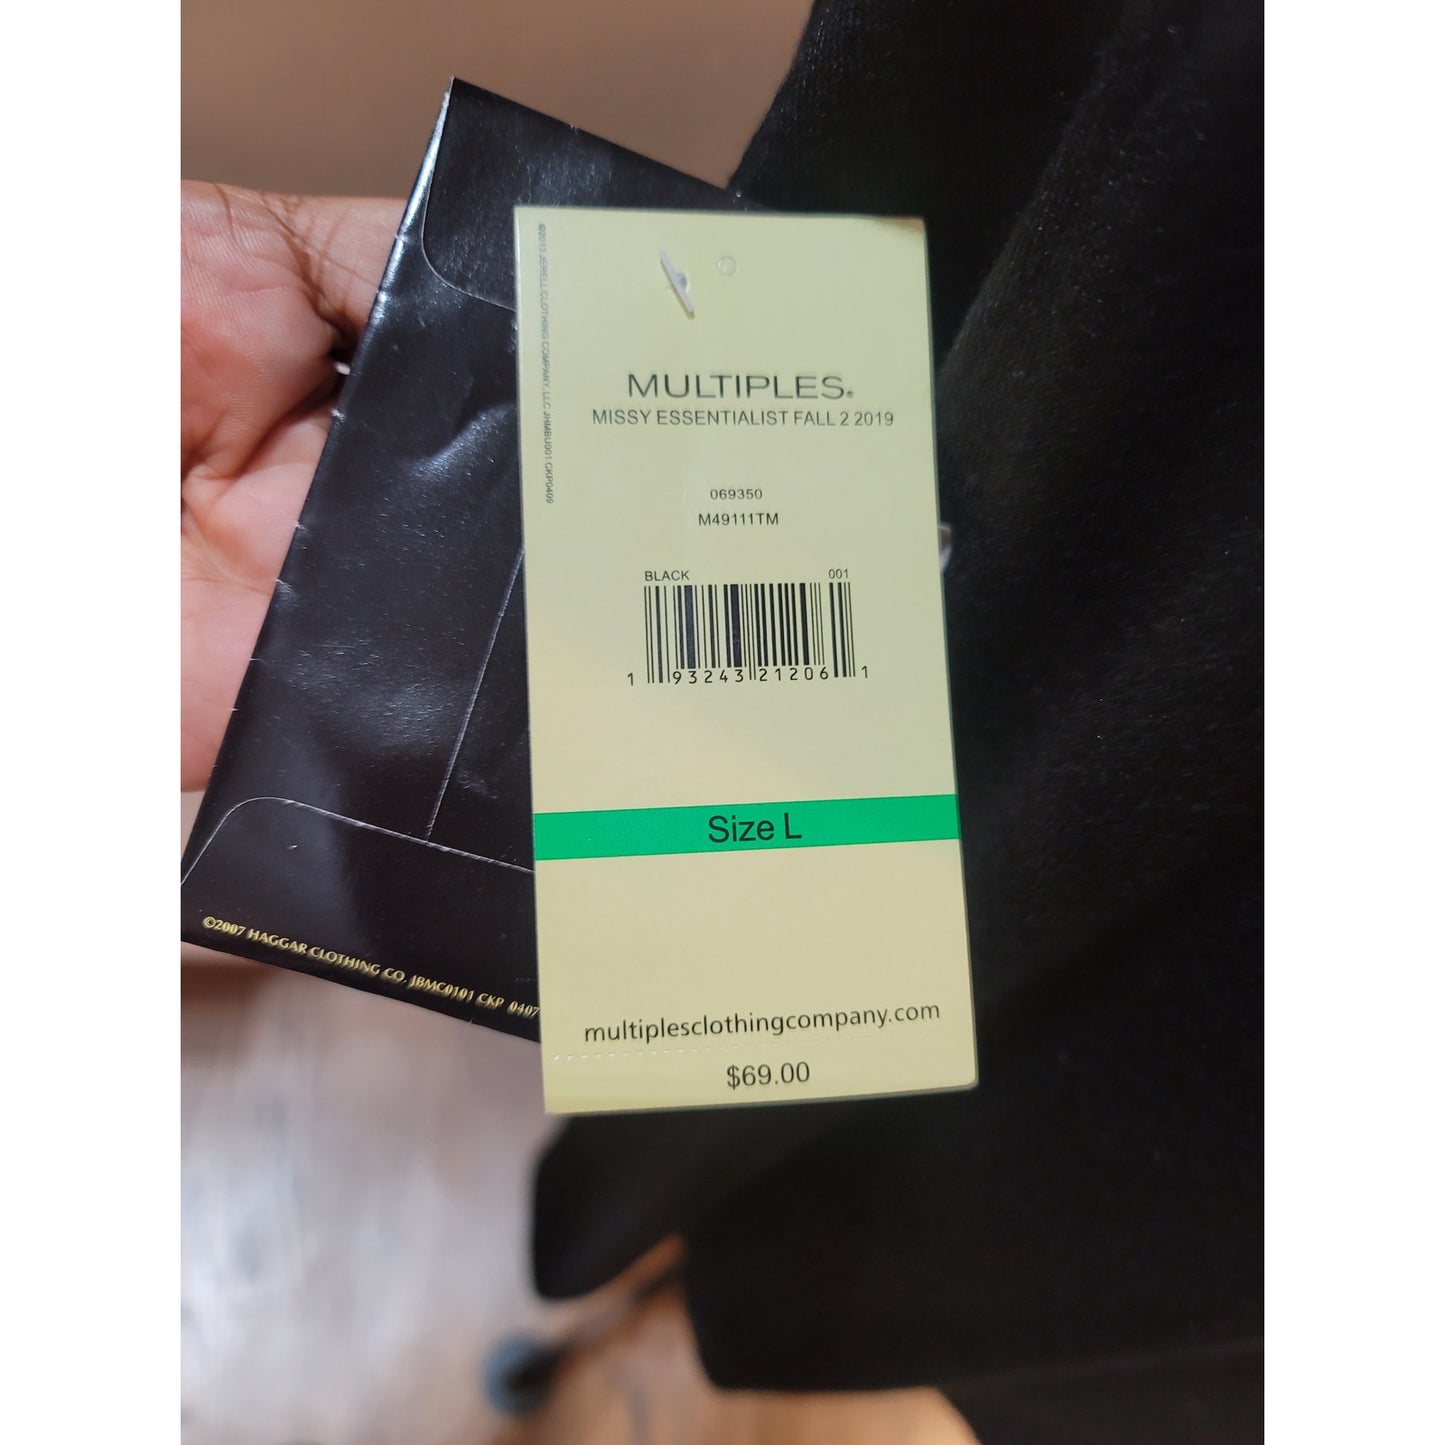 ©2013 JERELL CLOTHING COMPANY, LLC JHMBU001 CKP0409
MULTIPLES®
MISSY ESSENTIALIST FALL 2 2019
069350
M49111TM
BLACK 001
1 93243 21206 1
Size L
multiplesclothingcompany.com
$69.00
©2007 HAGGAR CLOTHING CO. JBMC0101 CKP 0407